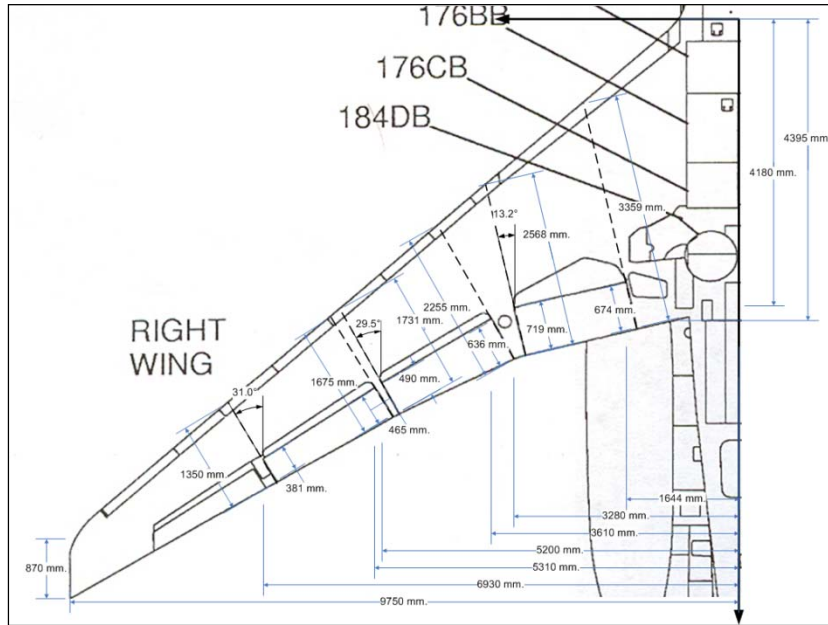 176BB
176CB
184DB
4395 mm.
4180 mm.
3359 mm.
13.2°
2568 mm.
2255 mm.
1731 mm.
674 mm.
719 mm.
29.5°
636 mm.
RIGHT
WING
1675 mm.
490 mm.
31.0°
465 mm.
1350 mm.
381 mm.
1644 mm.
3280 mm.
3610 mm.
5200 mm.
870 mm.
5310 mm.
6930 mm.
9750 mm.